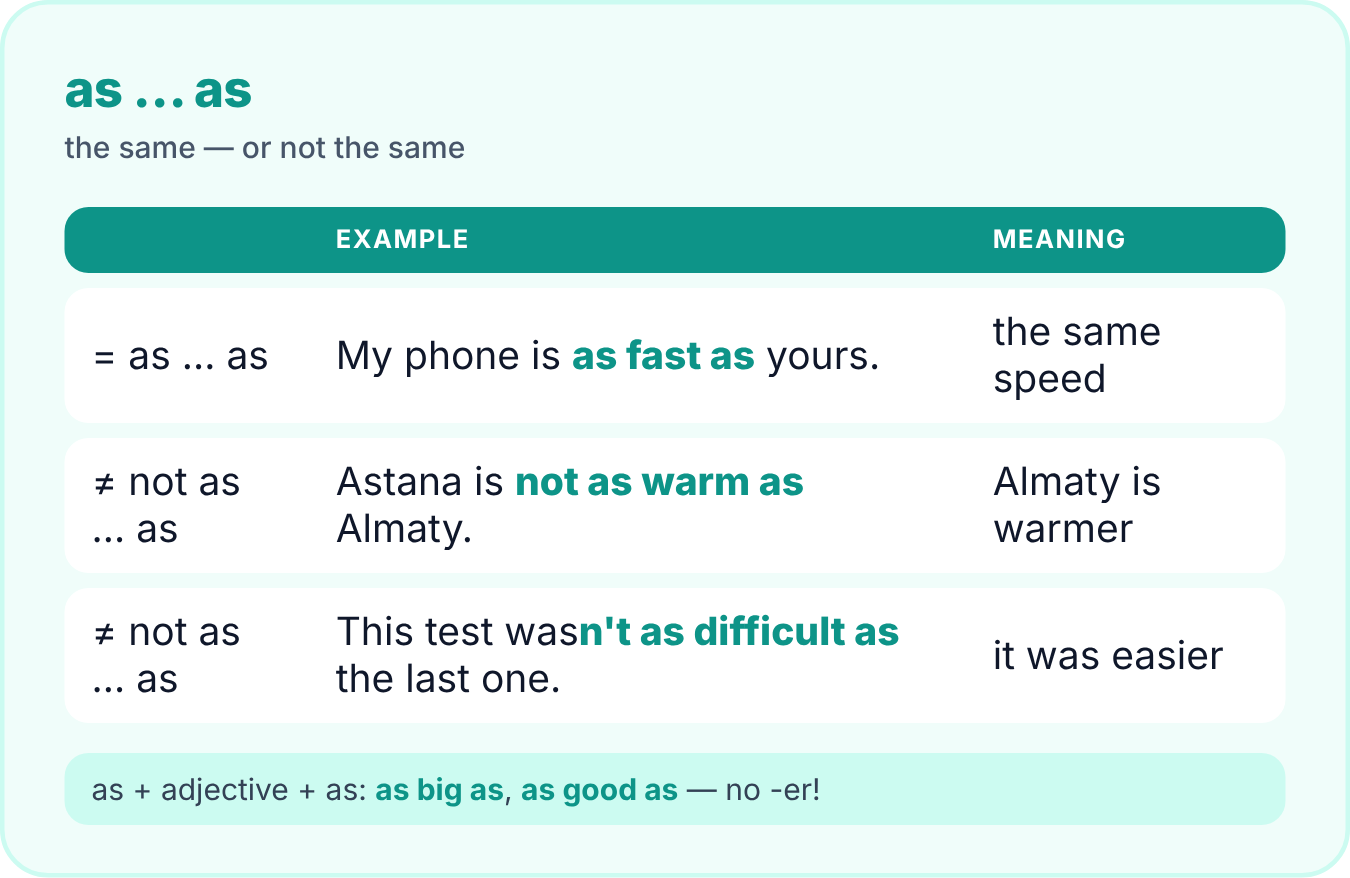 as … as
the same — or not the same
EXAMPLE MEANING
= as … as My phone is as fast as yours. the same
speed
≠ not as Astana is not as warm as Almaty is
… as Almaty. warmer
≠ not as This test wasn't as difficult as it was easier
… as the last one.
as + adjective + as: as big as, as good as — no -er!